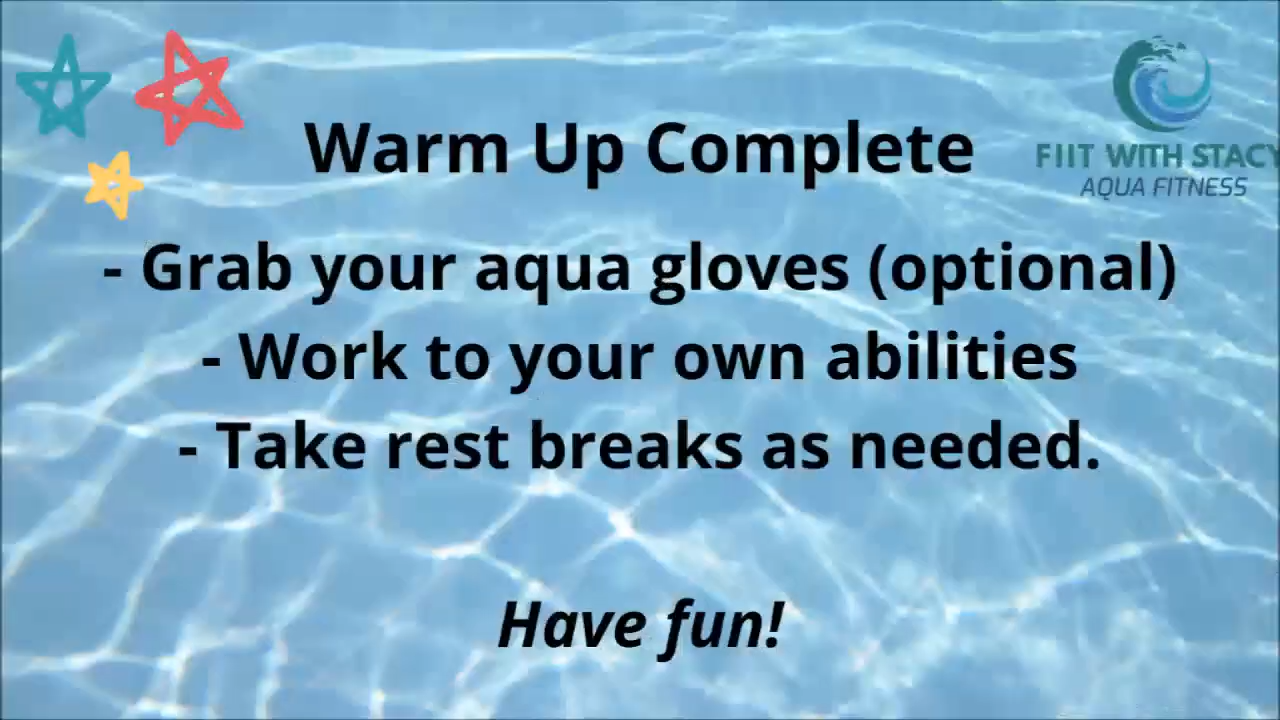 Warm Up Complete
FIIT WITH STACY
AQUA FITNESS
- Grab your aqua gloves (optional)
- Work to your own abilities
- Take rest breaks as needed.
Have fun!